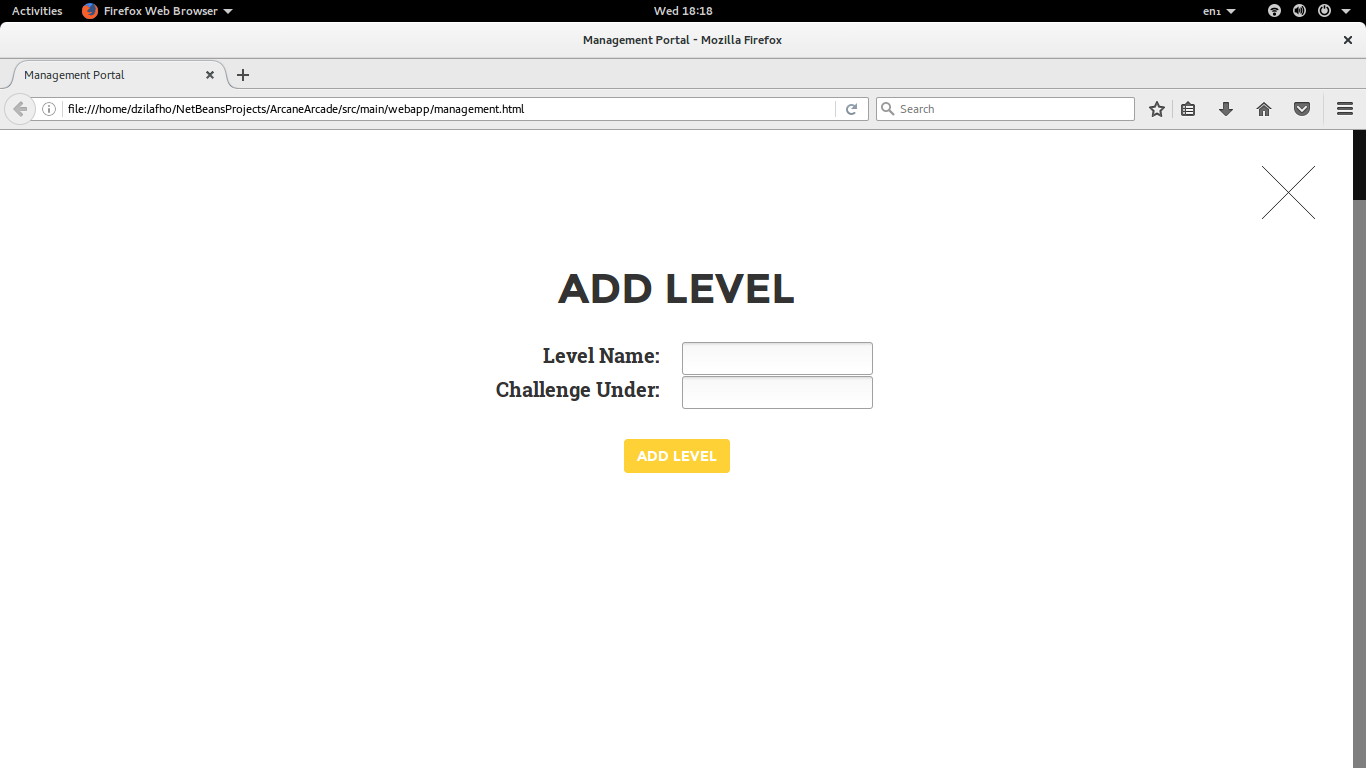 Activities Firefox Web Browser Wed 18:18 en₁
Management Portal - Mozilla Firefox
Management Portal
file:///home/dzilafho/NetBeansProjects/ArcaneArcade/src/main/webapp/management.html Search
ADD LEVEL
Level Name:
Challenge Under:
ADD LEVEL